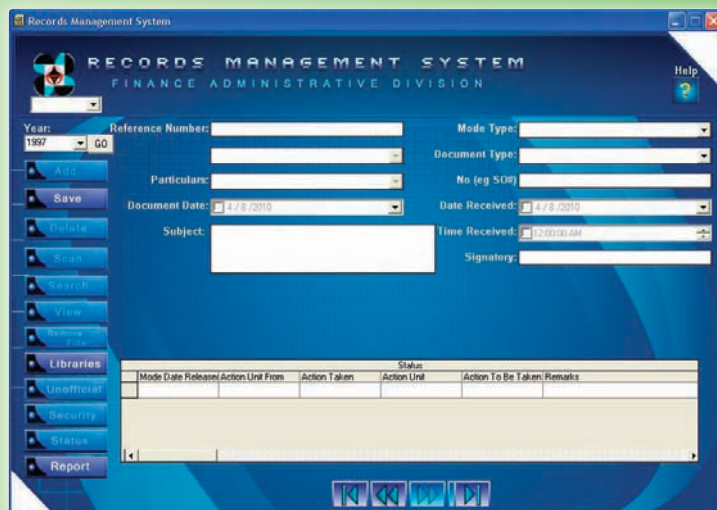 Records Management System
RECORDS MANAGEMENT SYSTEM
FINANCE ADMINISTRATIVE DIVISION
Help
?
Year:
1997
GO
Add
Save
Delete
Scan
Search
View
Remove Filter
Libraries
Unofficial
Security
Status
Report
Reference Number:
Particulars:
Document Date:
4 / 8 /2010
Subject:
Mode Type:
Document Type:
No (eg SO#)
Date Received:
4 / 8 /2010
Time Received:
12:00:00 AM
Signatory:
Status
Mode Date Release Action Unit From Action Taken Action Unit Action To Be Taken Remarks